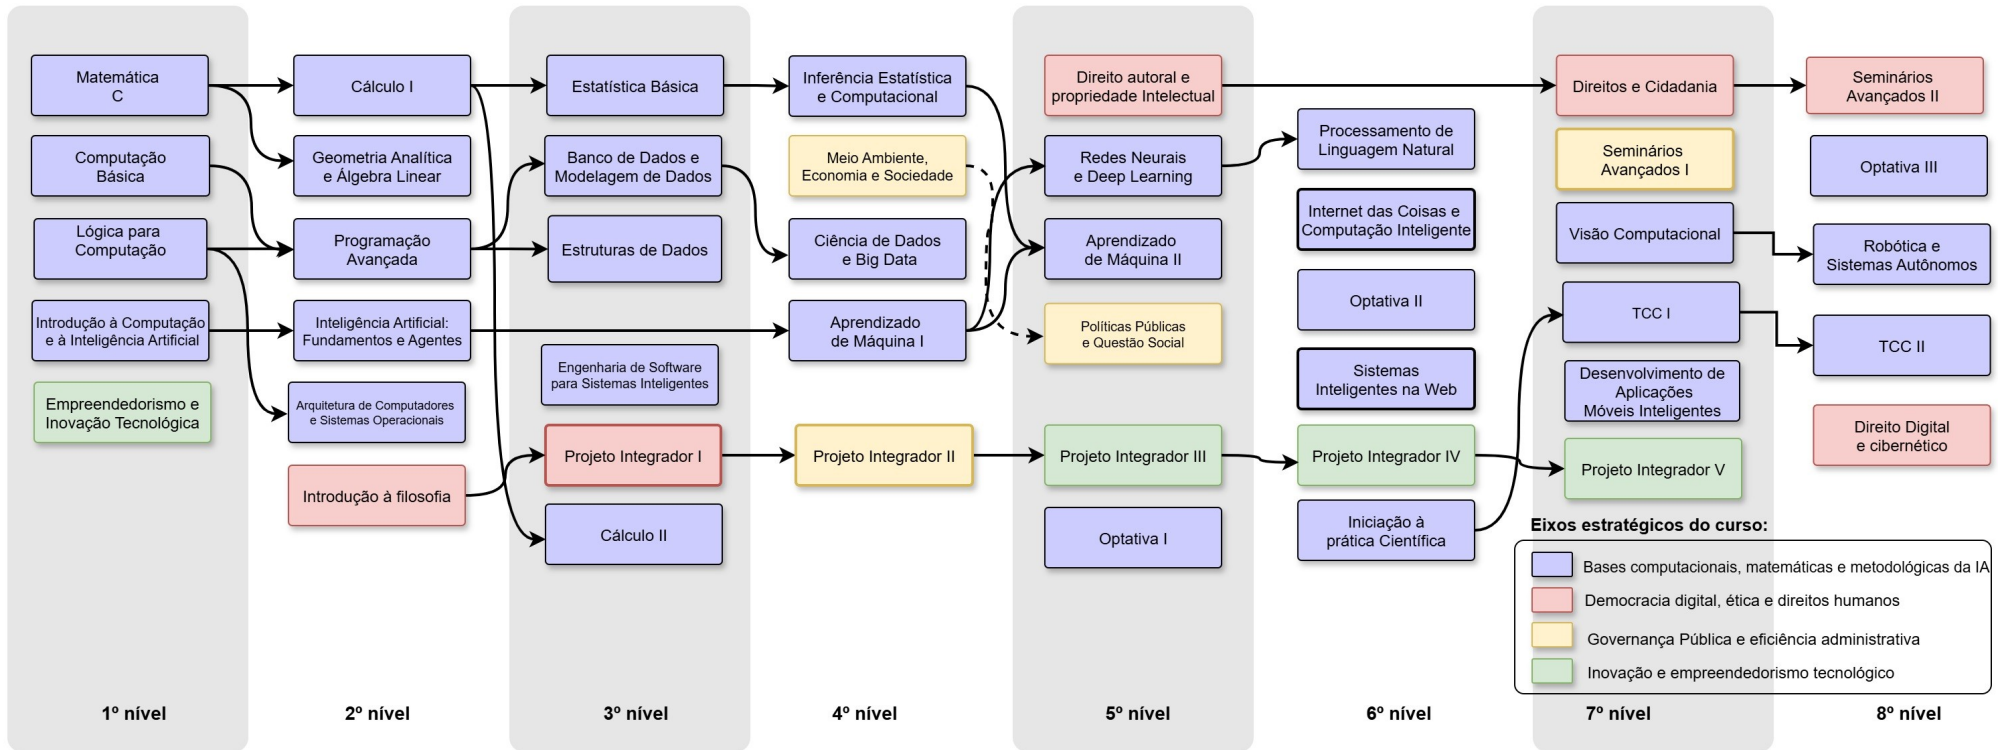 Matemática
C
Computação
Básica
Lógica para
Computação
Introdução à Computação
e à Inteligência Artificial
Empreendedorismo e
Inovação Tecnológica
1º nível
Cálculo I
Geometria Analítica
e Álgebra Linear
Programação
Avançada
Inteligência Artificial:
Fundamentos e Agentes
Arquitetura de Computadores
e Sistemas Operacionais
Introdução à filosofia
2º nível
Estatística Básica
Banco de Dados e
Modelagem de Dados
Estruturas de Dados
Engenharia de Software
para Sistemas Inteligentes
Projeto Integrador I
Cálculo II
3º nível
Inferência Estatística
e Computacional
Meio Ambiente,
Economia e Sociedade
Ciência de Dados
e Big Data
Aprendizado
de Máquina I
Projeto Integrador II
4º nível
Direito autoral e
propriedade Intelectual
Redes Neurais
e Deep Learning
Aprendizado
de Máquina II
Políticas Públicas
e Questão Social
Projeto Integrador III
Optativa I
5º nível
Processamento de
Linguagem Natural
Internet das Coisas e
Computação Inteligente
Optativa II
Sistemas
Inteligentes na Web
Projeto Integrador IV
Iniciação à
prática Científica
6º nível
Direitos e Cidadania
Seminários
Avançados I
Visão Computacional
TCC I
Desenvolvimento de
Aplicações
Móveis Inteligentes
Projeto Integrador V
7º nível
Seminários
Avançados II
Optativa III
Robótica e
Sistemas Autônomos
TCC II
Direito Digital
e cibernético
8º nível
Eixos estratégicos do curso:
Bases computacionais, matemáticas e metodológicas da IA
Democracia digital, ética e direitos humanos
Governança Pública e eficiência administrativa
Inovação e empreendedorismo tecnológico